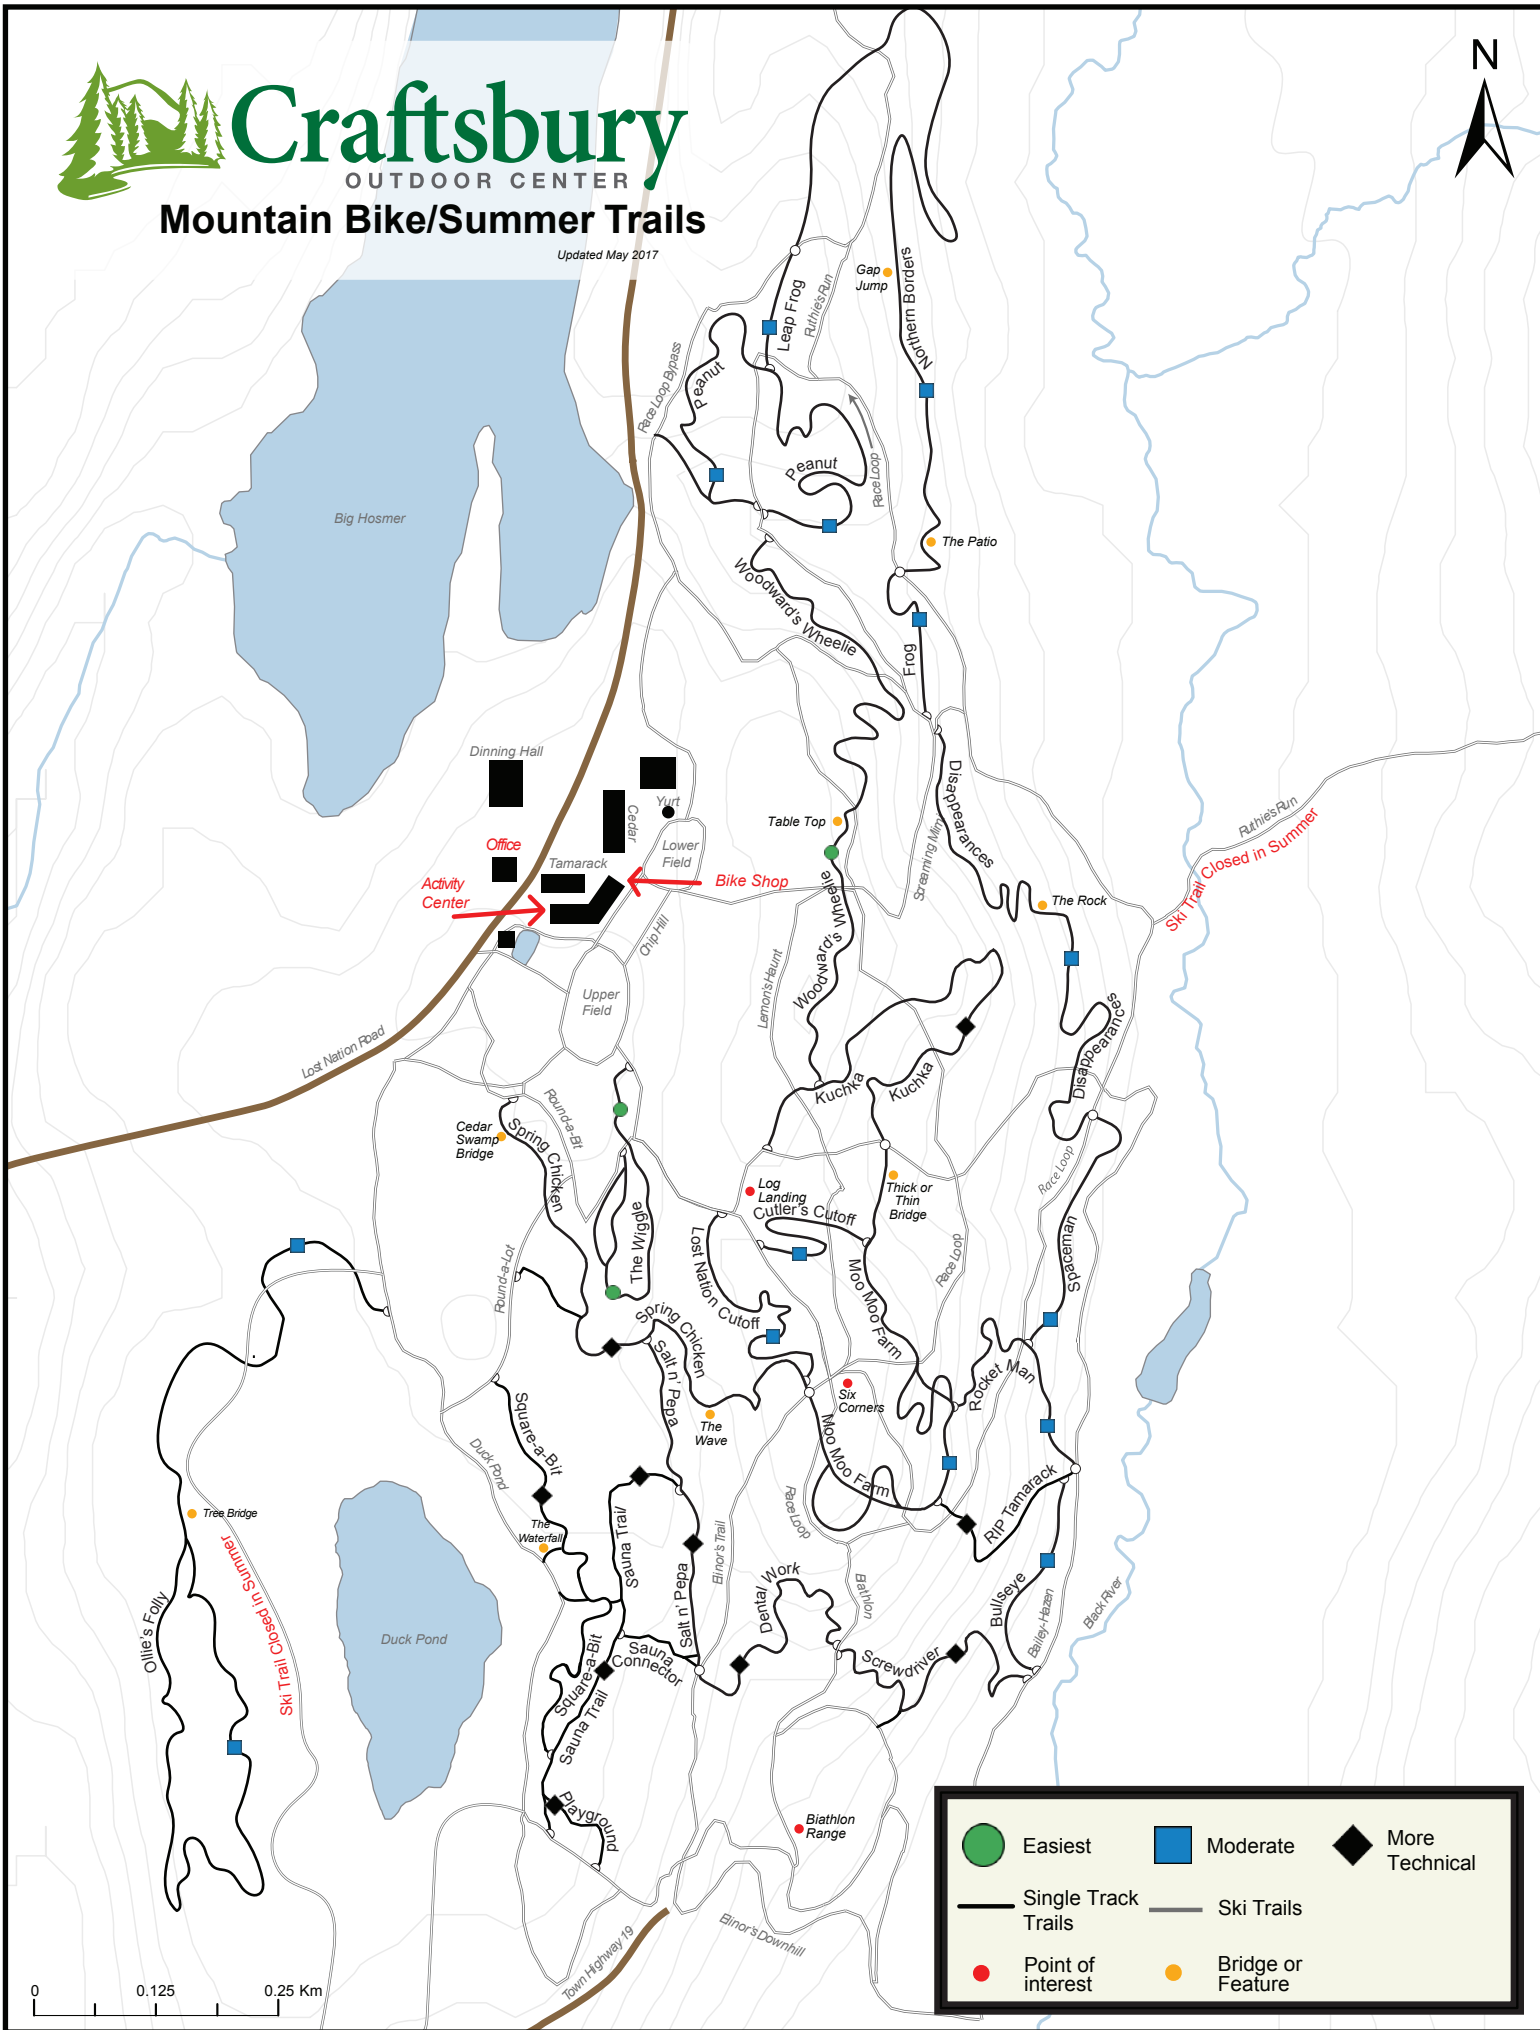 Craftsbury
OUTDOOR CENTER
Mountain Bike/Summer Trails
Updated May 2017
N
Gap
Jump
Northern Borders
Leap Frog
Ruthie's Run
Race Loop Bypass
Peanut
Peanut
Race Loop
Big Hosmer
The Patio
Woodward's Wheelie
Frog
Dinning Hall
Yurt
Cedar
Table Top
Disappearances
Screaming Mimi
Ruthie's Run
Ski Trail Closed in Summer
Office
Tamarack
Lower
Field
Activity
Center
Bike Shop
The Rock
Woodward's Wheelie
Chip Hill
Lemon's Haunt
Upper
Field
Lost Nation Road
Disappearances
Kuchka
Kuchka
Round-a-Bit
Cedar
Swamp
Bridge
Spring Chicken
Race Loop
Log
Landing
Thick or
Thin
Bridge
Cutler's Cutoff
The Wiggle
Lost Nation Cutoff
Moo Moo Farm
Race Loop
Spaceman
Round-a-Lot
Spring Chicken
Salt n' Pepa
Rocket Man
Six
Corners
The
Wave
Square-a-Bit
Duck Pond
Moo Moo Farm
Race Loop
RIP Tamarack
Tree Bridge
The
Waterfall
Sauna Trail/
Elinor's Trail
Ski Trail Closed in Summer
Dental Work
Biathlon
Bullseye
Black River
Bailey-Hazen
Ollie's Folly
Duck Pond
Salt n' Pepa
Square-a-Bit
Sauna
Connector
Screwdriver
Sauna Trail
Playground
Biathlon
Range
Elinor's Downhill
Town Highway 19
Easiest
Moderate
More
Technical
Single Track
Trails
Ski Trails
Point of
interest
Bridge or
Feature
0
0.125
0.25 Km